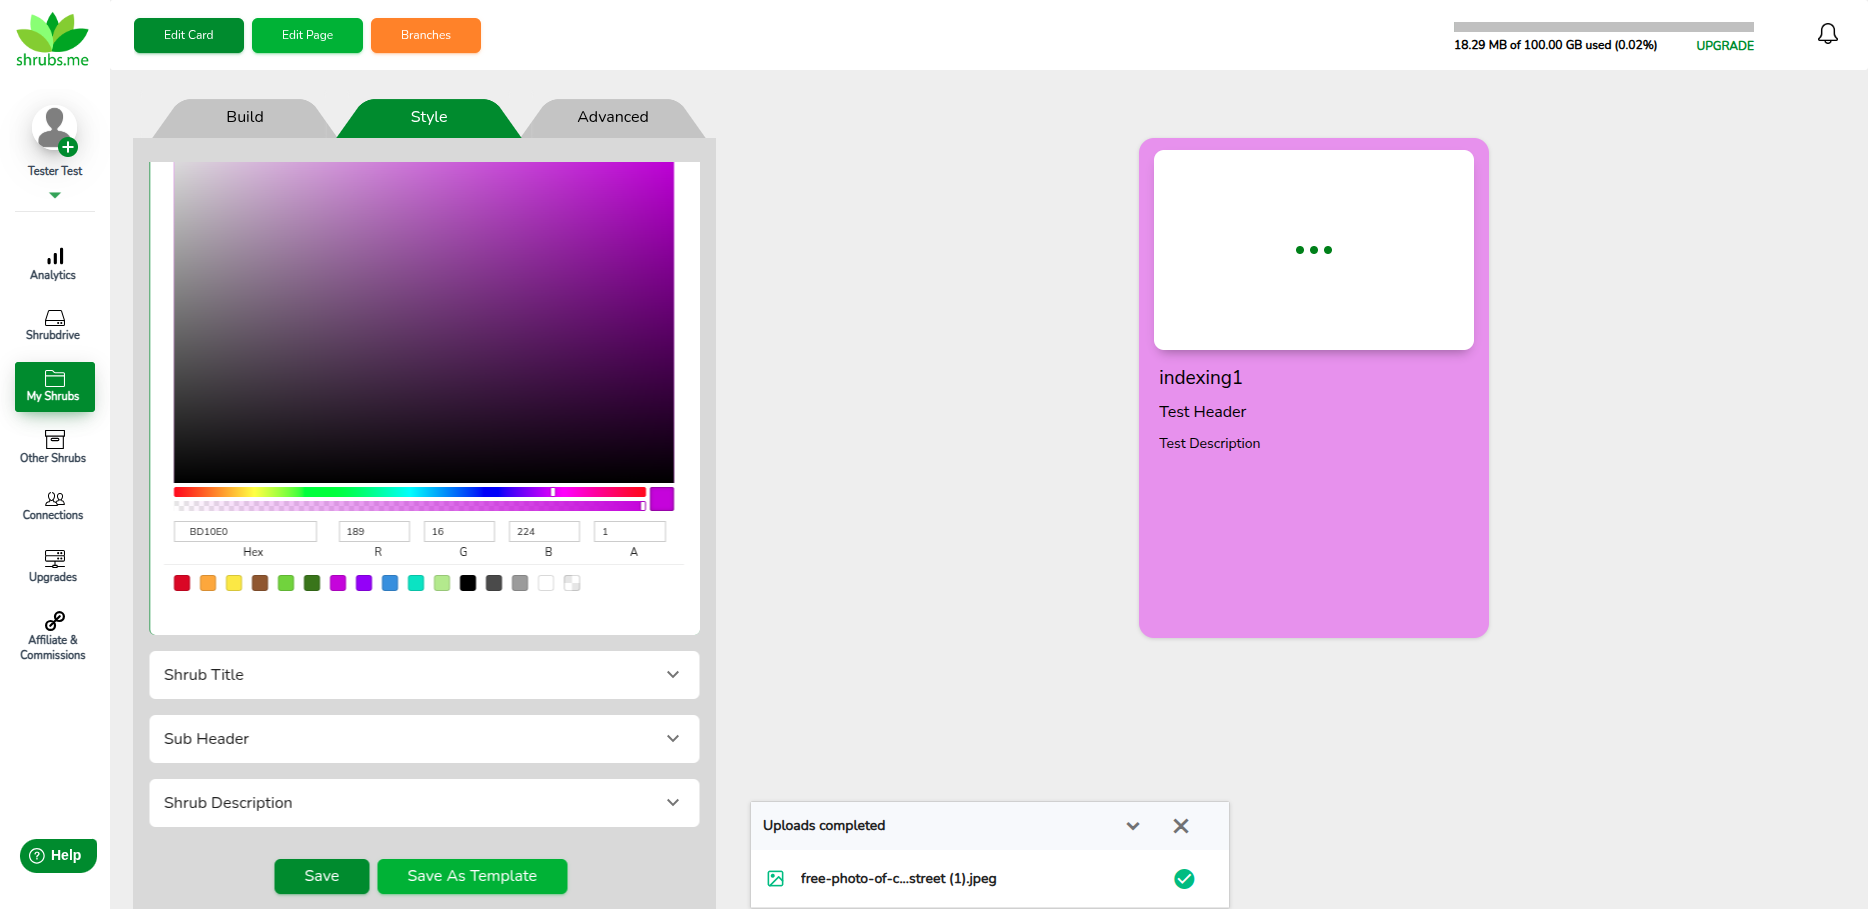 shrubs.me
Edit Card
Edit Page
Branches
18.29 MB of 100.00 GB used (0.02%)
UPGRADE
Tester Test
Analytics
Shrubdrive
My Shrubs
Other Shrubs
Connections
Upgrades
Affiliate &
Commissions
Help
Build
Style
Advanced
BD10E0
189
16
224
1
Hex
R
G
B
A
Shrub Title
Sub Header
Shrub Description
Save
Save As Template
indexing1
Test Header
Test Description
Uploads completed
free-photo-of-c...street (1).jpeg